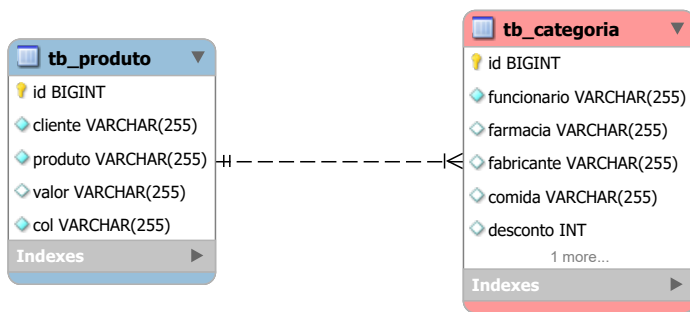 tb_produto
id BIGINT
cliente VARCHAR(255)
produto VARCHAR(255)
valor VARCHAR(255)
col VARCHAR(255)
Indexes
tb_categoria
id BIGINT
funcionario VARCHAR(255)
farmacia VARCHAR(255)
fabricante VARCHAR(255)
comida VARCHAR(255)
desconto INT
1 more...
Indexes